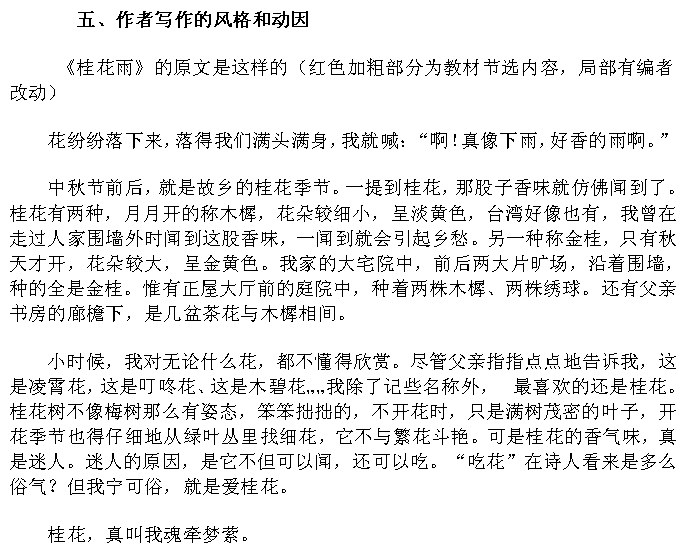 五、作者写作的风格和动因
《桂花雨》的原文是这样的（红色加粗部分为教材节选内容，局部有编者
改动）
花纷纷落下来，落得我们满头满身，我就喊：“啊！真像下雨，好香的雨啊。”
中秋节前后，就是故乡的桂花季节。一提到桂花，那股子香味就仿佛闻到了。
桂花有两种，月月开的称木樨，花朵较细小，呈淡黄色，台湾好像也有，我曾在
走过人家围墙外时闻到这股香味，一闻到就会引起乡愁。另一种称金桂，只有秋
天才开，花朵较大，呈金黄色。我家的大宅院中，前后两大片旷场，沿着围墙，
种的全是金桂。惟有正屋大厅前的庭院中，种着两株木樨、两株绣球。还有父亲
书房的廊檐下，是几盆茶花与木樨相间。
小时候，我对无论什么花，都不懂得欣赏。尽管父亲指指点点地告诉我，这
是凌霄花，这是叮咚花、这是木碧花……我除了记些名称外， 最喜欢的还是桂花。
桂花树不像梅树那么有姿态，笨笨拙拙的，不开花时，只是满树茂密的叶子，开
花季节也得仔细地从绿叶丛里找细花，它不与繁花斗艳。可是桂花的香气味，真
是迷人。迷人的原因，是它不但可以闻，还可以吃。“吃花”在诗人看来是多么
俗气？但我宁可俗，就是爱桂花。
桂花，真叫我魂牵梦萦。